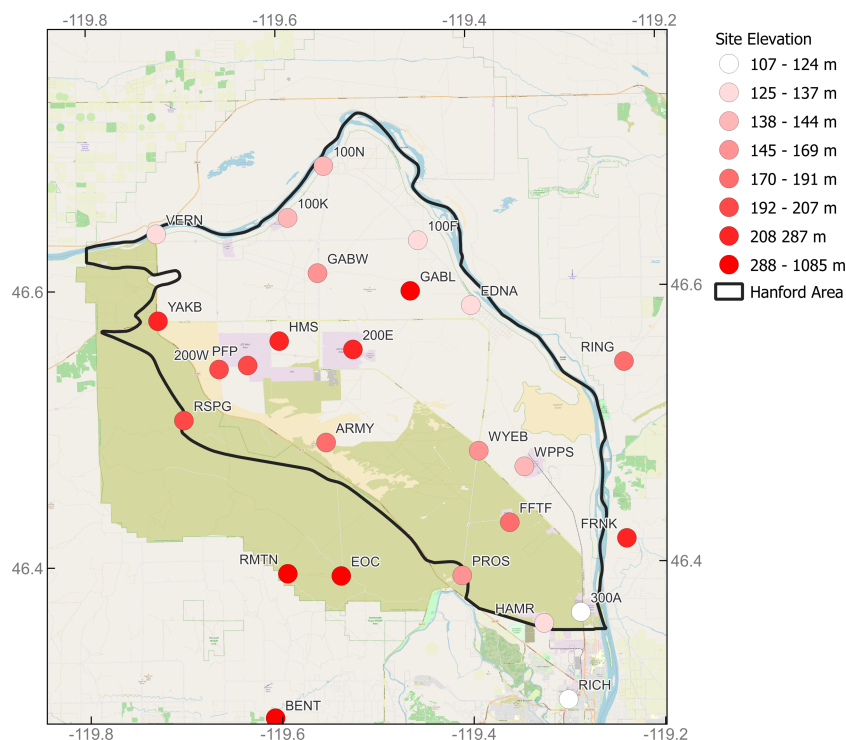 -119.8 -119.6 -119.4 -119.2
Site Elevation
107 - 124 m
125 - 137 m
138 - 144 m
145 - 169 m
170 - 191 m
192 - 207 m
208 287 m
288 - 1085 m
Hanford Area
100N
100K
VERN
100F
GABW
GABL
46.6
46.6
EDNA
YAKB
HMS
200E
RING
200W PFP
RSPG
ARMY
WYEB
WPPS
FFTF
FRNK
46.4
46.4
RMTN
EOC
PROS
300A
HAMR
RICH
BENT
-119.8 -119.6 -119.4 -119.2